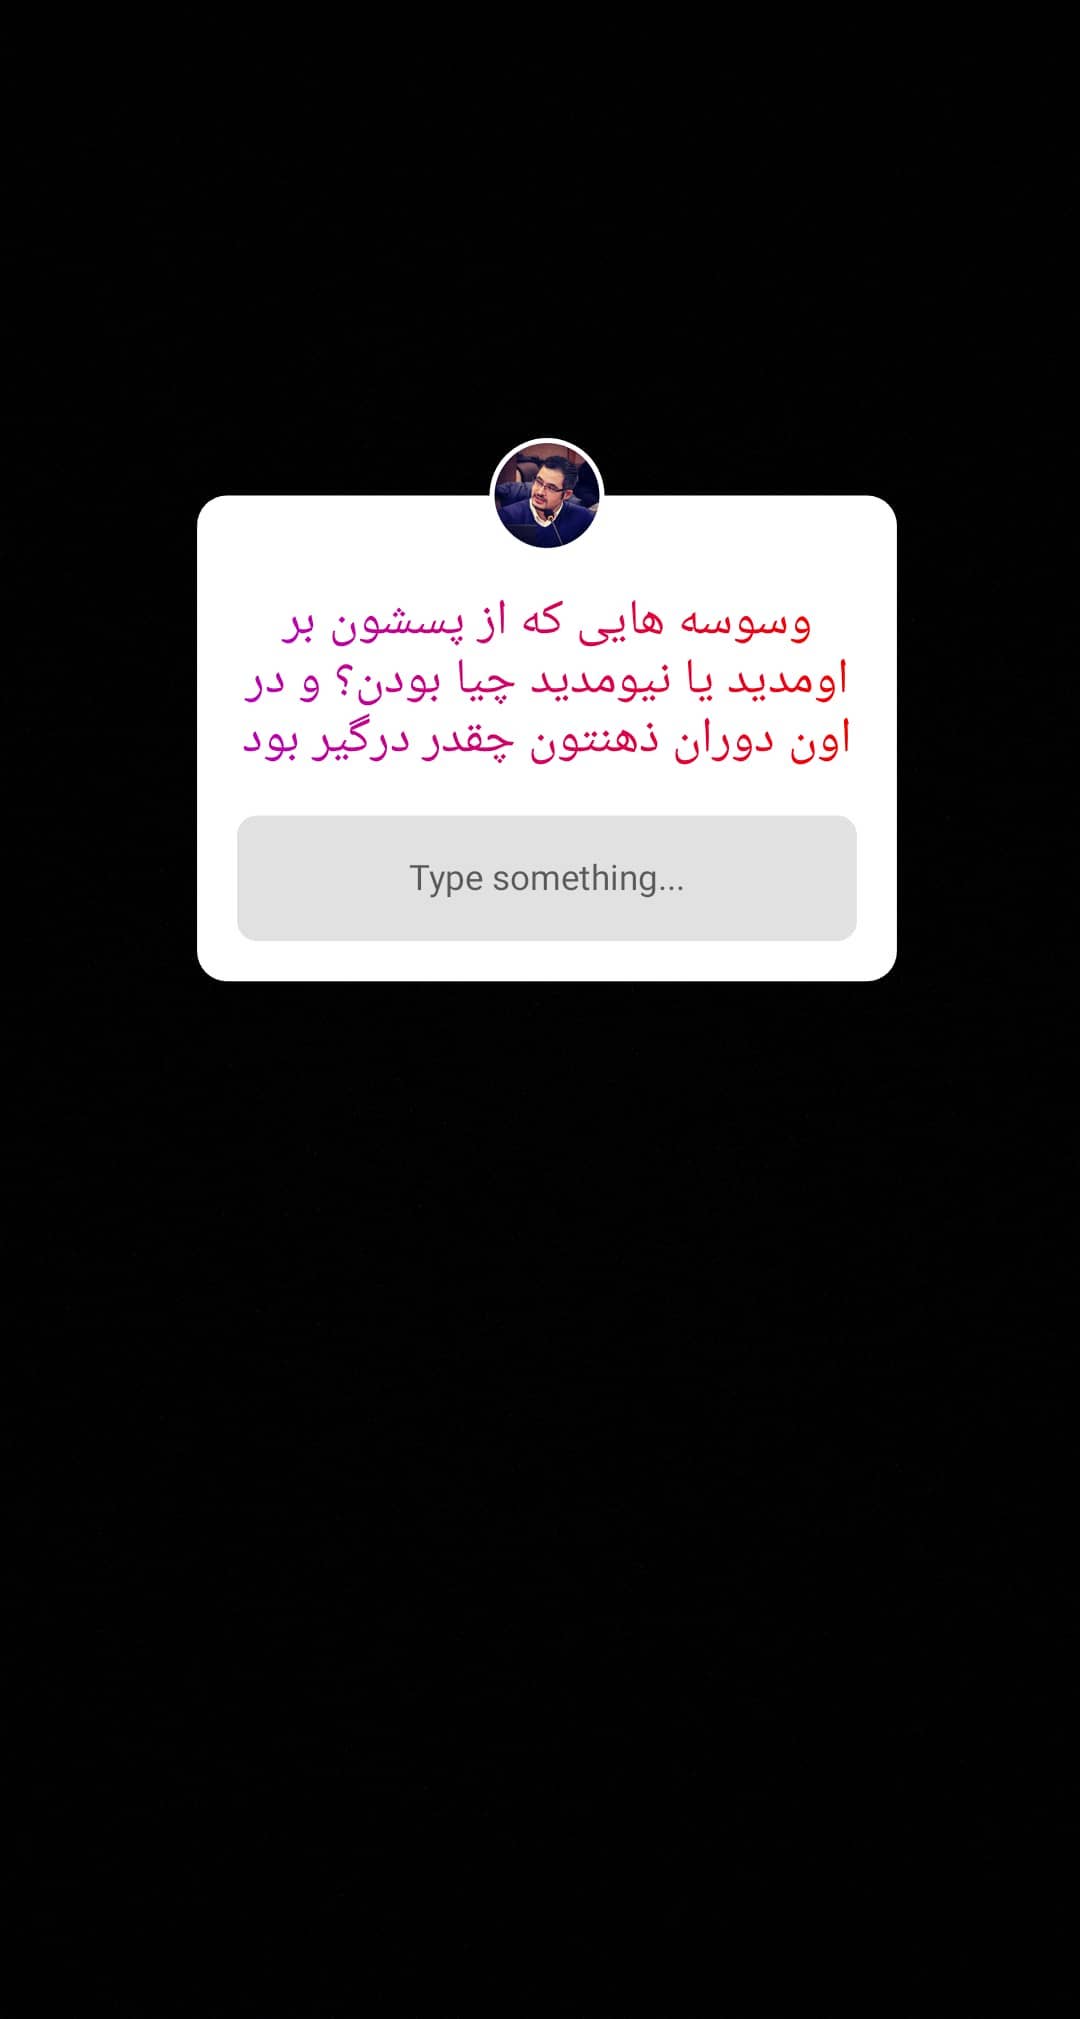 وسوسه هایی که از پسشون بر
اومدید یا نیومدید چیا بودن؟ و در
اون دوران ذهنتون چقدر درگیر بود
Type something...